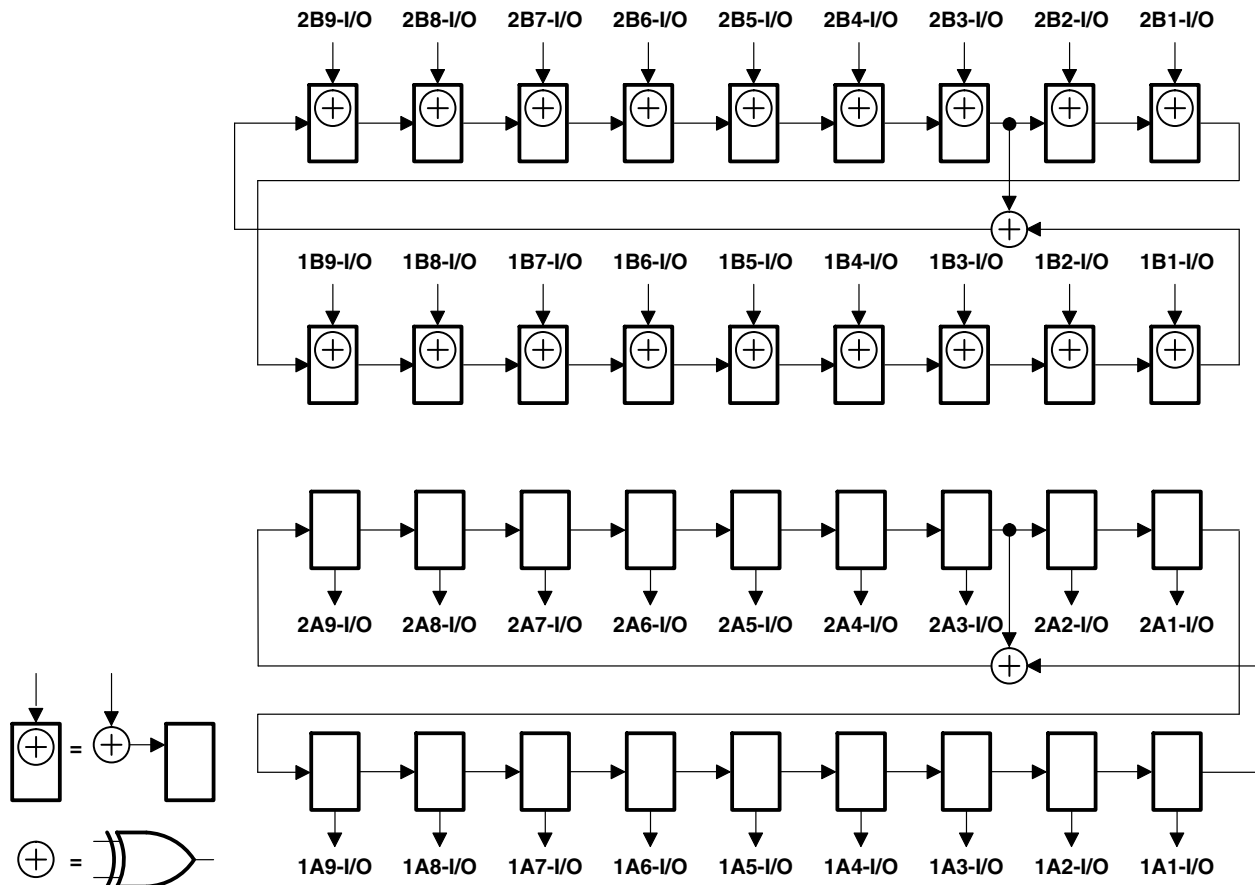 2B9-I/O 2B8-I/O 2B7-I/O 2B6-I/O 2B5-I/O 2B4-I/O 2B3-I/O 2B2-I/O 2B1-I/O
1B9-I/O 1B8-I/O 1B7-I/O 1B6-I/O 1B5-I/O 1B4-I/O 1B3-I/O 1B2-I/O 1B1-I/O
2A9-I/O 2A8-I/O 2A7-I/O 2A6-I/O 2A5-I/O 2A4-I/O 2A3-I/O 2A2-I/O 2A1-I/O
=
=
1A9-I/O 1A8-I/O 1A7-I/O 1A6-I/O 1A5-I/O 1A4-I/O 1A3-I/O 1A2-I/O 1A1-I/O